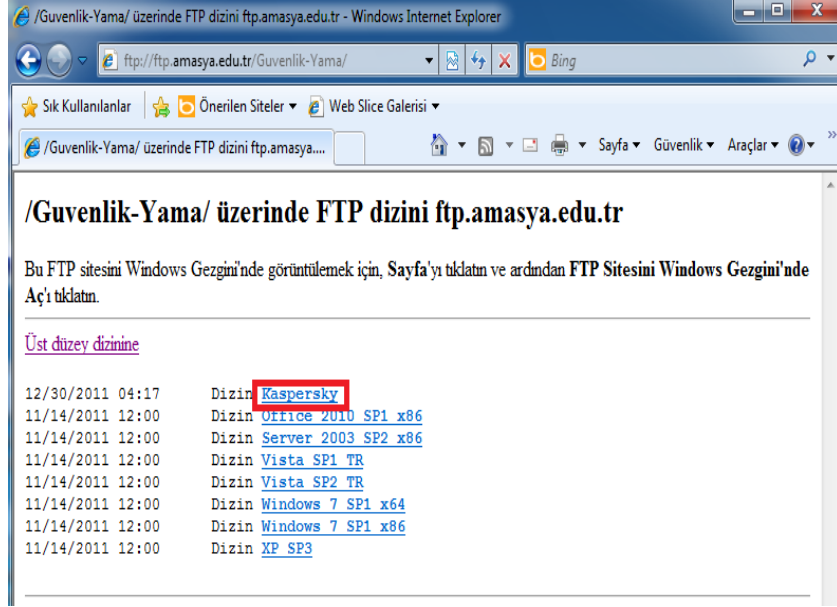 /Guvenlik-Yama/ üzerinde FTP dizini ftp.amasya.edu.tr - Windows Internet Explorer
ftp://ftp.amasya.edu.tr/Guvenlik-Yama/
Bing
Sık Kullanılanlar Önerilen Siteler Web Slice Galerisi
/Guvenlik-Yama/ üzerinde FTP dizini ftp.amasya....
Sayfa Güvenlik Araçlar
/Guvenlik-Yama/ üzerinde FTP dizini ftp.amasya.edu.tr
Bu FTP sitesini Windows Gezgini'nde görüntülemek için, Sayfa'yı tıklatın ve ardından FTP Sitesini Windows Gezgini'nde
Aç'ı tıklatın.
Üst düzey dizinine
12/30/2011 04:17 Dizin Kaspersky
11/14/2011 12:00 Dizin Office 2010 SP1 x86
11/14/2011 12:00 Dizin Server 2003 SP2 x86
11/14/2011 12:00 Dizin Vista SP1 TR
11/14/2011 12:00 Dizin Vista SP2 TR
11/14/2011 12:00 Dizin Windows 7 SP1 x64
11/14/2011 12:00 Dizin Windows 7 SP1 x86
11/14/2011 12:00 Dizin XP SP3